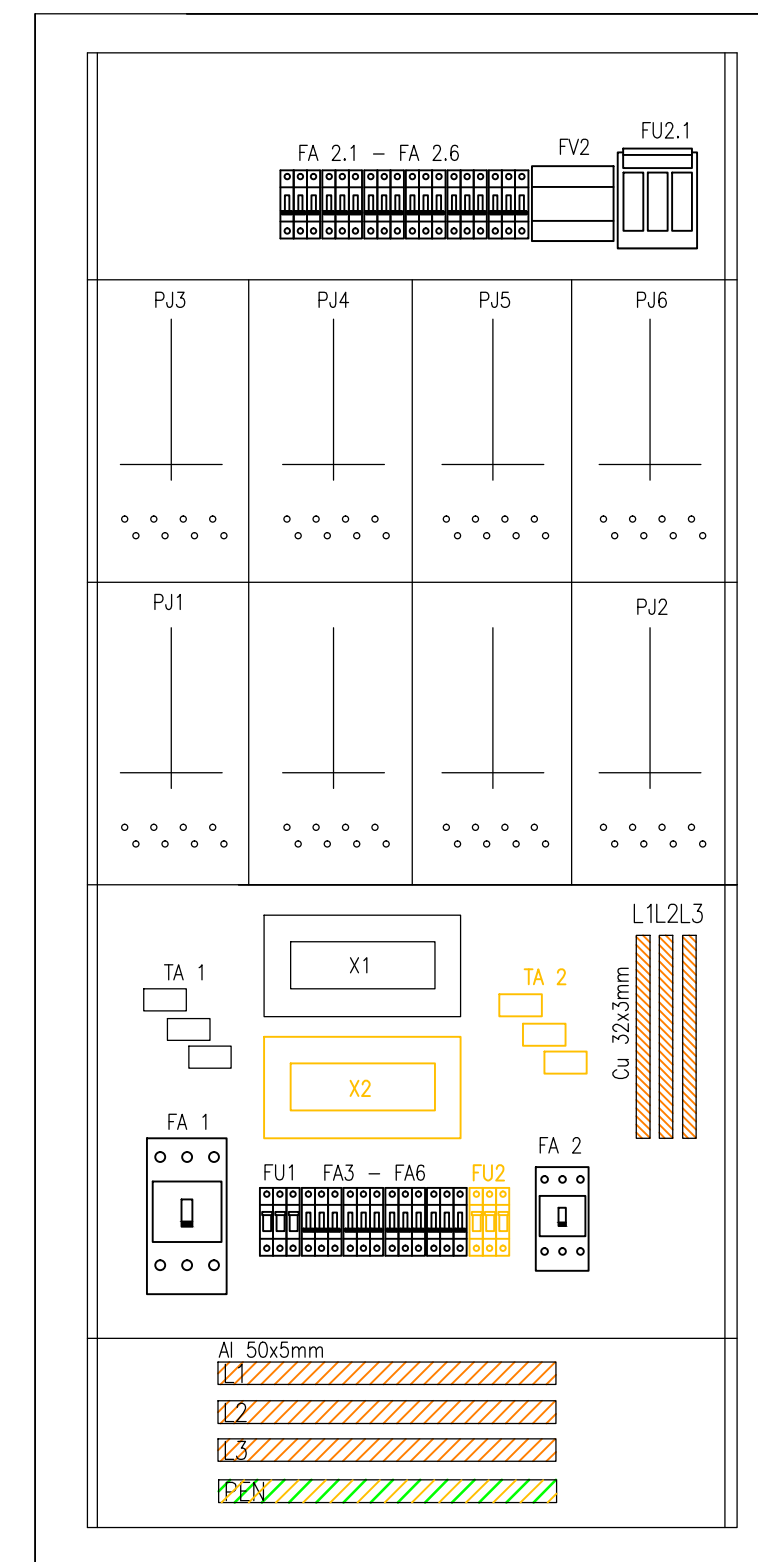 FU2.1
FV2
FA 2.1 - FA 2.6
PJ3 PJ4 PJ5 PJ6
PJ1 PJ2
L1L2L3
X1
TA 1
TA 2
Cu 32x3mm
X2
FA 1
FA 2
FU1 FA3 - FA6 FU2
Al 50x5mm
L1
L2
L3
PEN